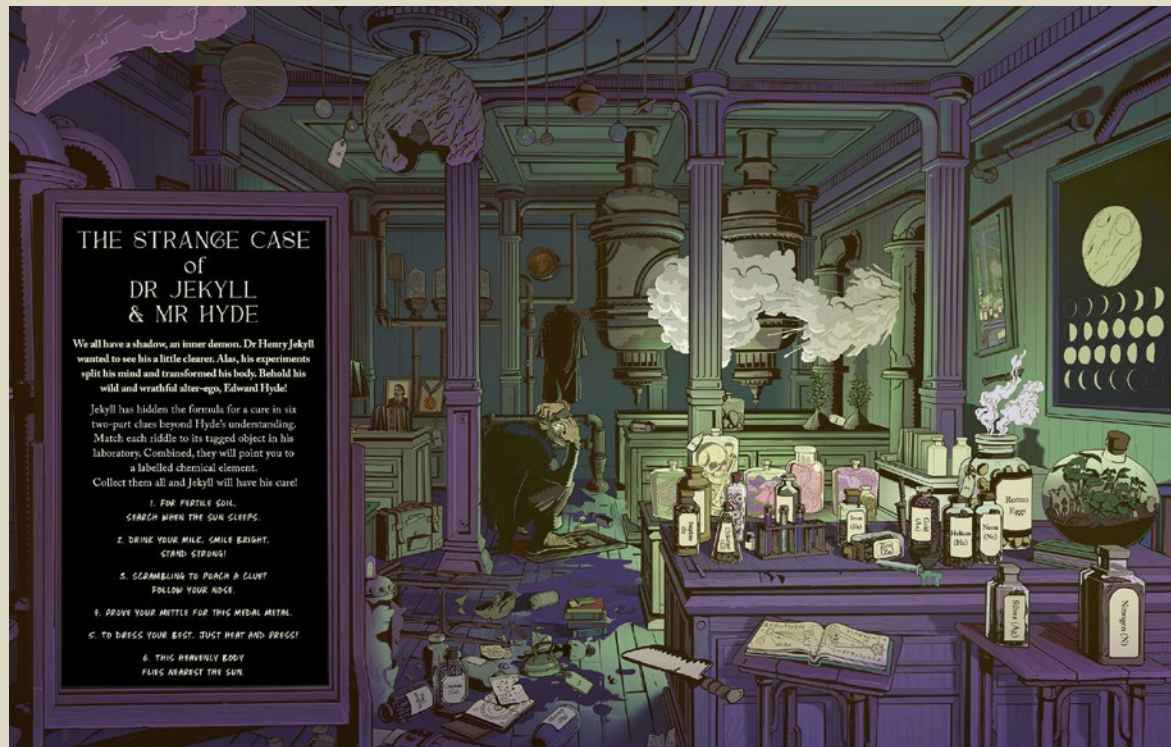 THE STRANGE CASE
of
DR JEKYLL
& MR HYDE
We all have a shadow, an inner demon. Dr Henry Jekyll
wanted to see his a little clearer. Alas, his experiments
split his mind and transformed his body. Behold his
wild and wrathful alter-ego, Edward Hyde!
Jekyll has hidden the formula for a cure in six
two-part clues beyond Hyde's understanding.
Match each riddle to its tagged object in his
laboratory. Combined, they will point you to
a labelled chemical element.
Collect them all and Jekyll will have his cure!
1. FOR FERTILE SOIL,
SEARCH WHEN THE SUN SLEEPS.
2. DRINK YOUR MILK. SMILE BRIGHT.
STAND STRONG!
3. SCRAMBLING TO POACH A CLUE?
FOLLOW YOUR NOSE.
4. PROVE YOUR METTLE FOR THIS MEDAL METAL.
5. TO DRESS YOUR BEST, JUST HEAT AND PRESS!
6. THIS HEAVENLY BODY
FLIES NEAREST THE SUN.
Rotten
Eggs
Iron
(Fe)
Gold
(Au)
Helium
(He)
Neon
(Ne)
Silver (Ag)
Nitrogen (N)